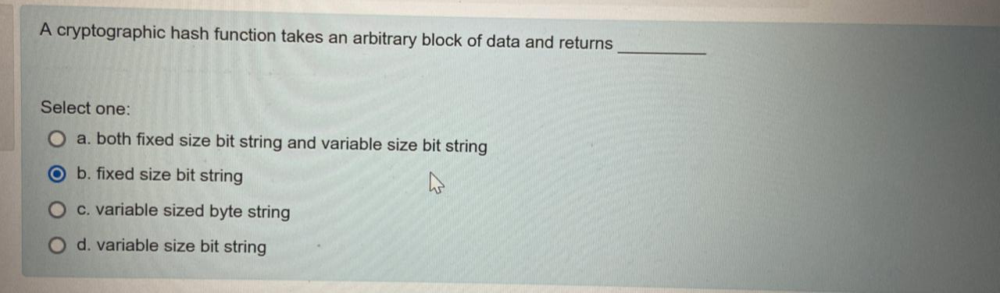 A cryptographic hash function takes an arbitrary block of data and returns __________
Select one:
a. both fixed size bit string and variable size bit string
b. fixed size bit string
c. variable sized byte string
d. variable size bit string